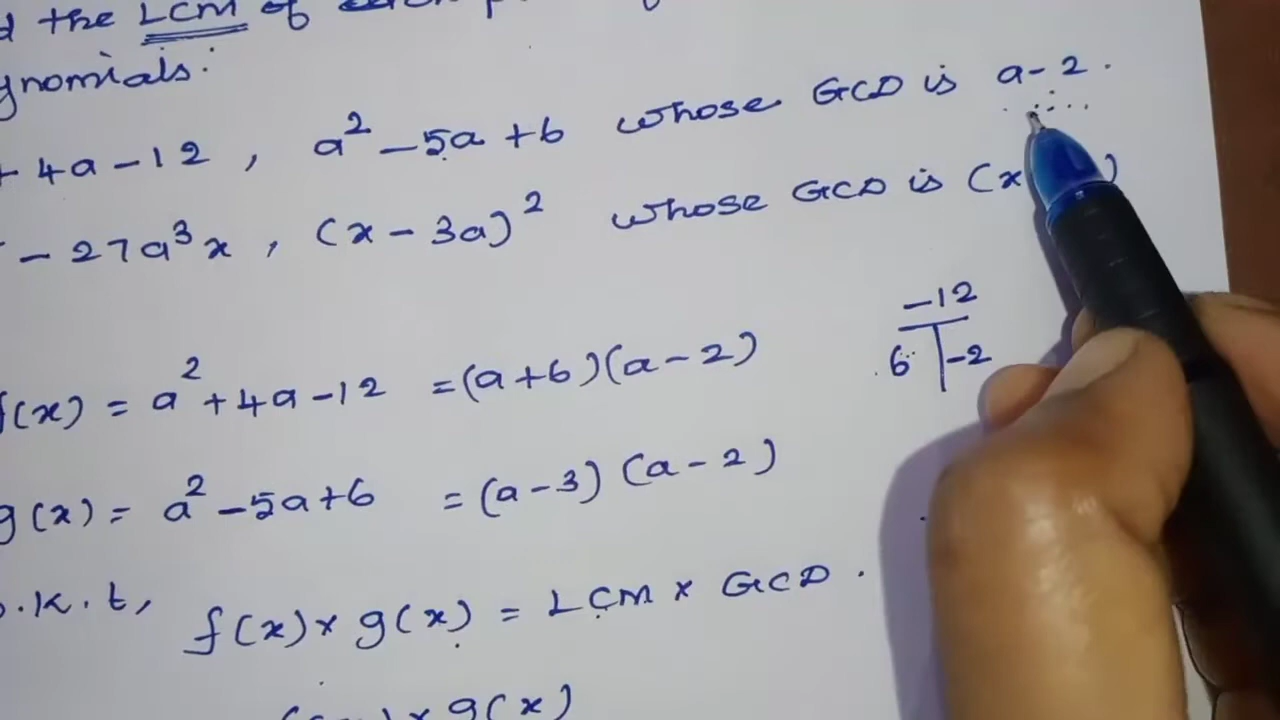 the LCM of
+ 4a - 12 , a² - 5a + 6 whose GCD is a - 2 .
- 27a³x , (x - 3a)² whose GCD is (x )
-12
6 -2
(x) = a² + 4a - 12 = (a + 6)(a - 2)
g(x) = a² - 5a + 6 = (a - 3)(a - 2)
.k.t, f(x) × g(x) = LCM × GCD .
× g(x)